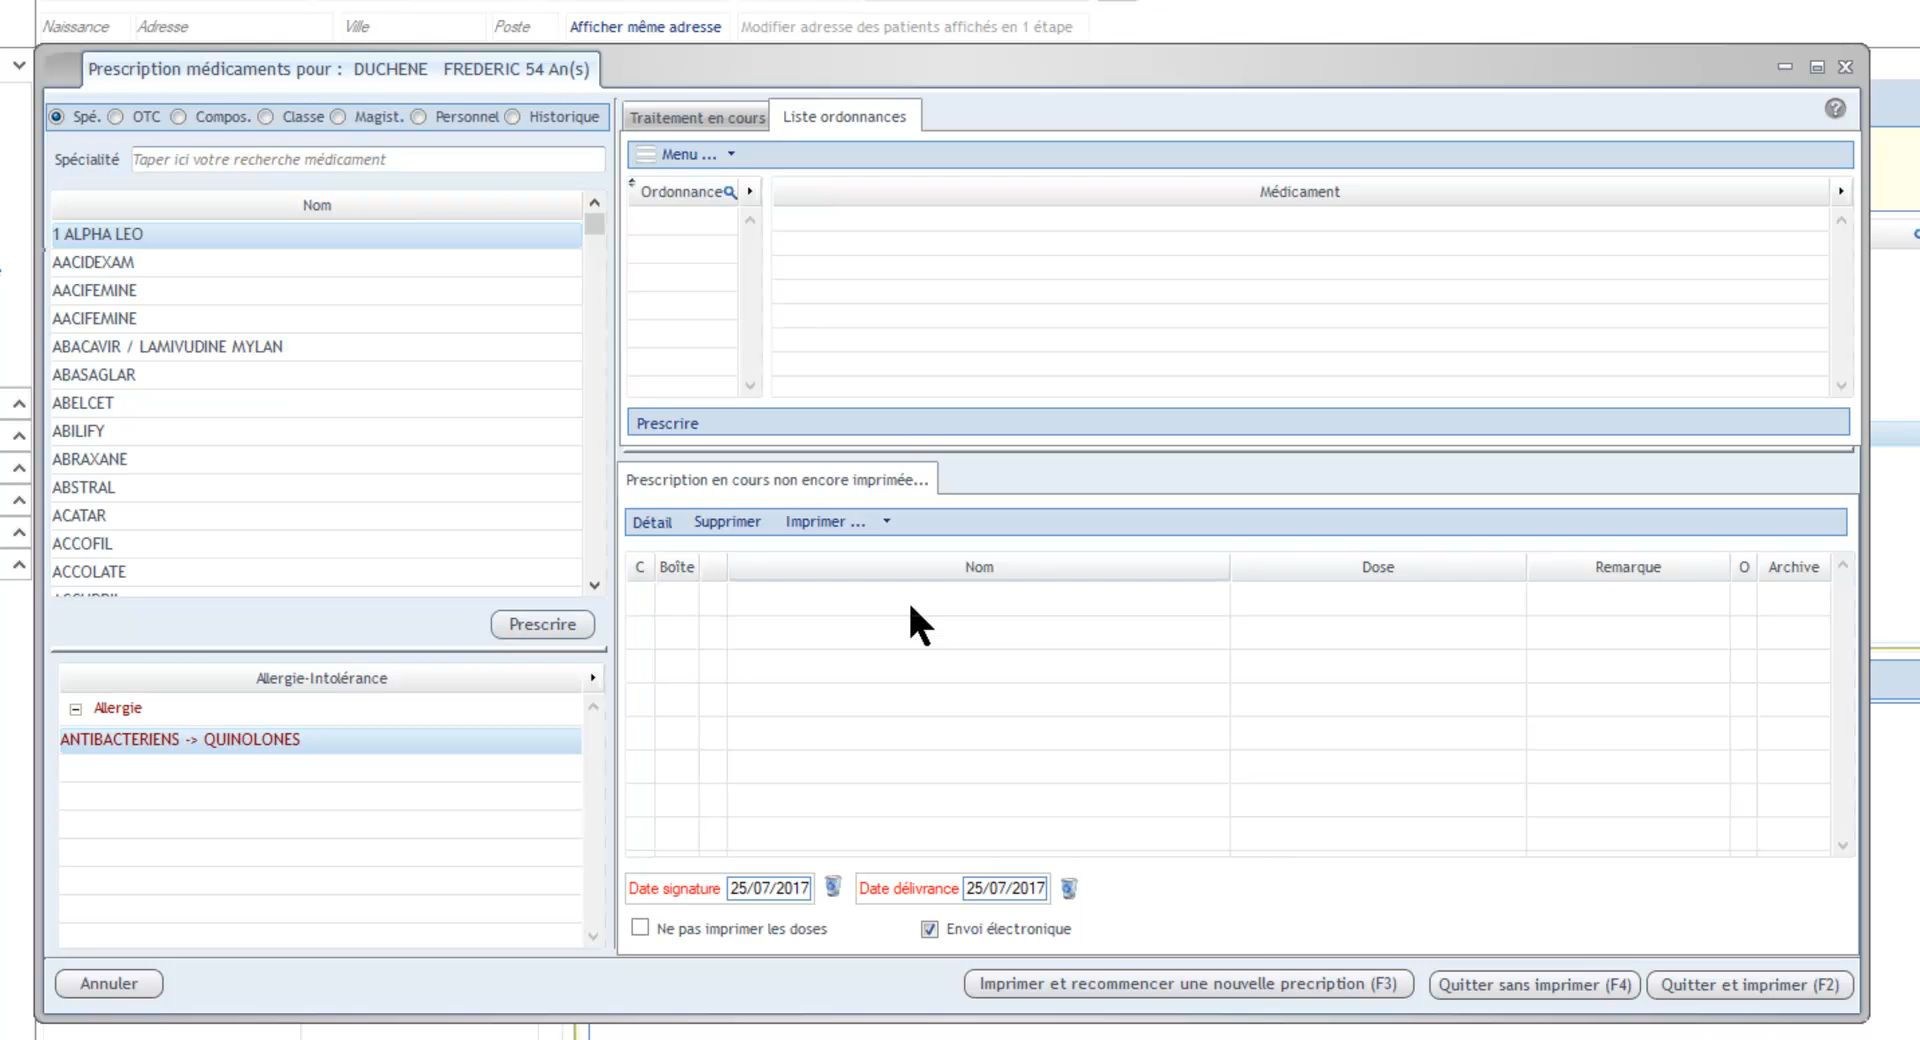 Naissance Adresse Ville Poste Afficher même adresse Modifier adresse des patients affichés en 1 étape
Prescription médicaments pour : DUCHENE FREDERIC 54 An(s)
Spé. OTC Compos. Classe Magist. Personnel Historique
Spécialité Taper ici votre recherche médicament
Nom
1 ALPHA LEO
AACIDEXAM
AACIFEMINE
AACIFEMINE
ABACAVIR / LAMIVUDINE MYLAN
ABASAGLAR
ABELCET
ABILIFY
ABRAXANE
ABSTRAL
ACATAR
ACCOFIL
ACCOLATE
Prescrire
Allergie-Intolérance
Allergie
ANTIBACTERIENS -> QUINOLONES
Traitement en cours Liste ordonnances
Menu ...
Ordonnance Médicament
Prescrire
Prescription en cours non encore imprimée...
Détail Supprimer Imprimer ...
C Boîte Nom Dose Remarque O Archive
Date signature 25/07/2017 Date délivrance 25/07/2017
Ne pas imprimer les doses Envoi électronique
Annuler Imprimer et recommencer une nouvelle precription (F3) Quitter sans imprimer (F4) Quitter et imprimer (F2)